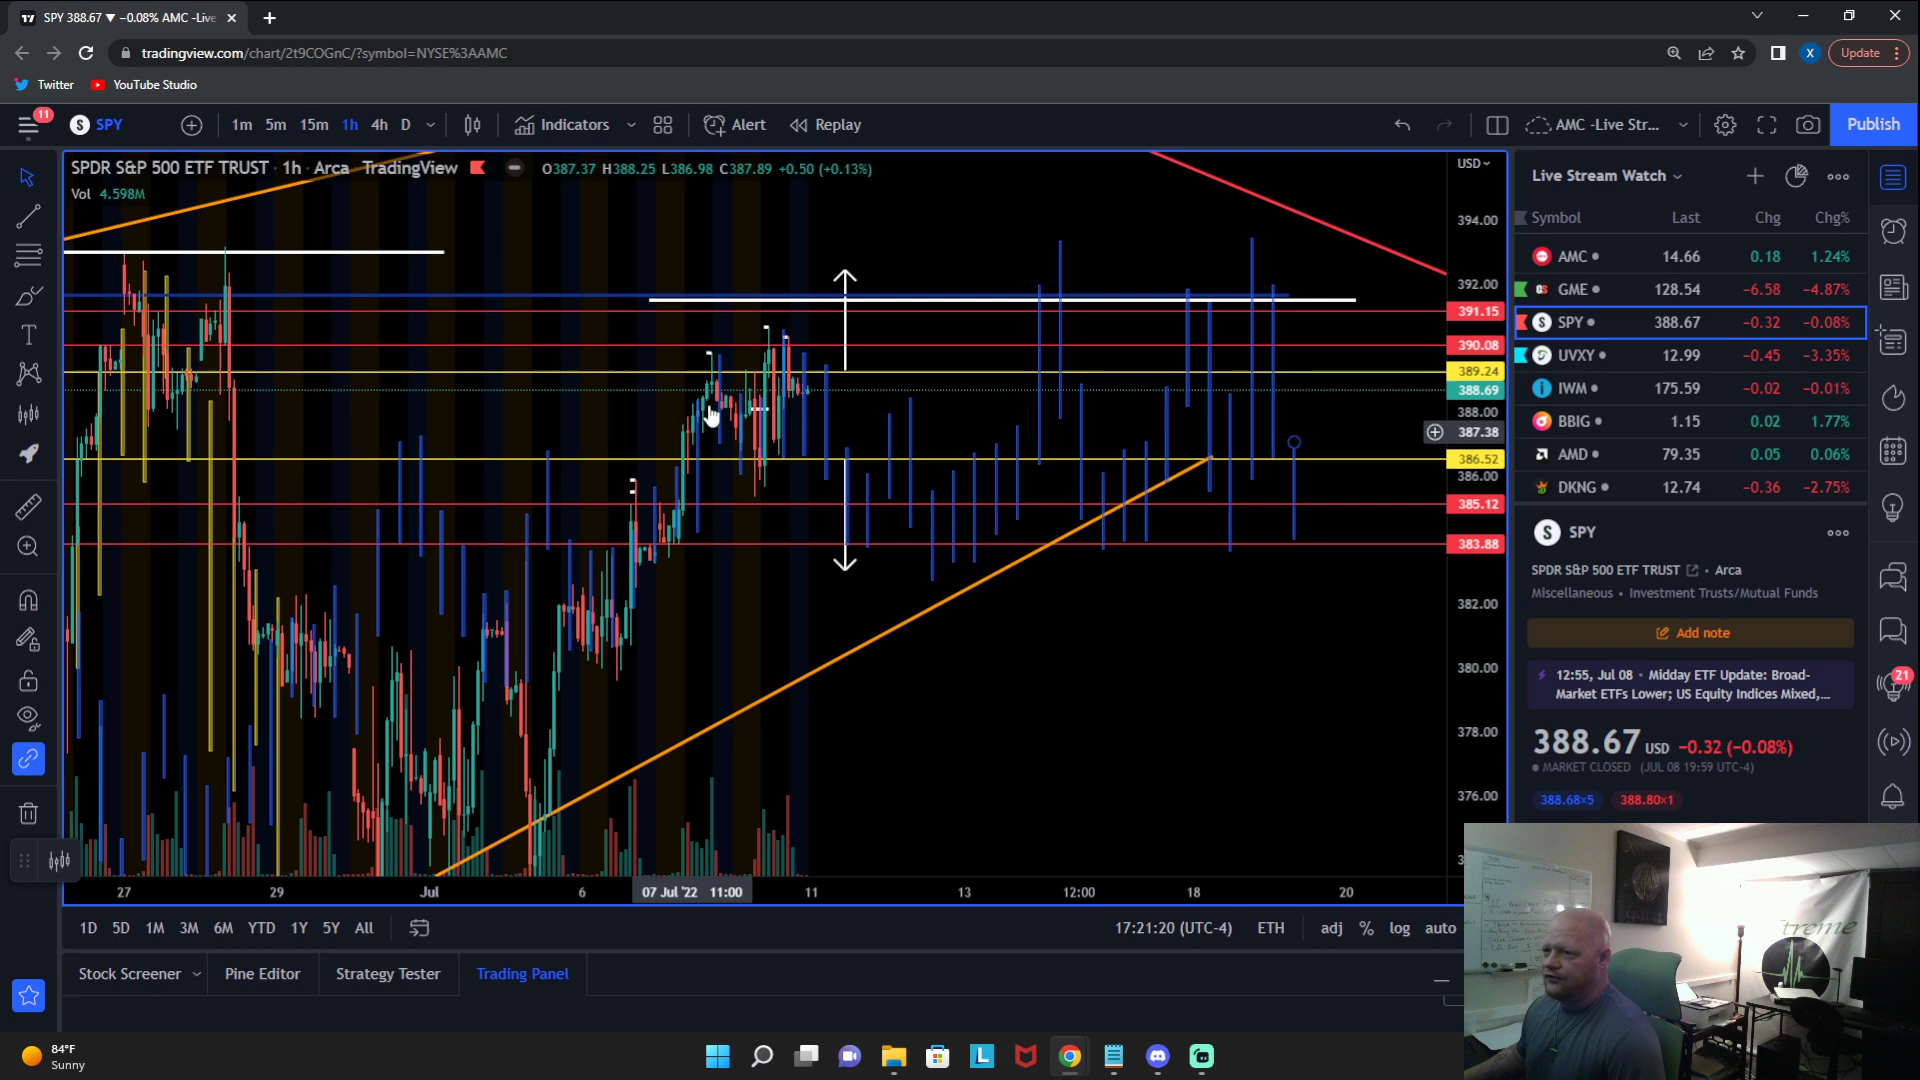 SPY 388.67 ▼ −0.08% AMC -Live
tradingview.com/chart/2t9COGnC/?symbol=NYSE%3AAMC
X
Update
Twitter
YouTube Studio
11
S SPY
1m 5m 15m 1h 4h D
Indicators
Alert
Replay
AMC -Live Str...
Publish
SPDR S&P 500 ETF TRUST · 1h · Arca TradingView
O387.37 H388.25 L386.98 C387.89 +0.50 (+0.13%)
Vol 4.598M
USD
394.00
392.00
391.15
390.08
389.24
388.69
388.00
387.38
386.52
386.00
385.12
383.88
382.00
380.00
378.00
376.00
27 29 Jul 6 07 Jul '22 11:00 11 13 12:00 18 20
1D 5D 1M 3M 6M YTD 1Y 5Y All
17:21:20 (UTC-4) ETH adj % log auto
Stock Screener Pine Editor Strategy Tester Trading Panel
Live Stream Watch
Symbol Last Chg Chg%
AMC 14.66 0.18 1.24%
GME 128.54 −6.58 −4.87%
S SPY 388.67 −0.32 −0.08%
UVXY 12.99 −0.45 −3.35%
IWM 175.59 −0.02 −0.01%
BBIG 1.15 0.02 1.77%
AMD 79.35 0.05 0.06%
DKNG 12.74 −0.36 −2.75%
S SPY
SPDR S&P 500 ETF TRUST • Arca
Miscellaneous • Investment Trusts/Mutual Funds
Add note
12:55, Jul 08 • Midday ETF Update: Broad-
Market ETFs Lower; US Equity Indices Mixed,...
21
388.67 USD −0.32 (−0.08%)
MARKET CLOSED (JUL 08 19:59 UTC-4)
388.68×5 388.80×1
treme
84°F
Sunny